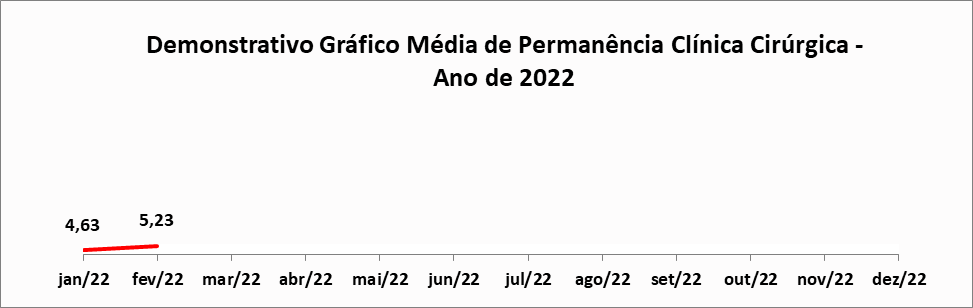 Demonstrativo Gráfico Média de Permanência Clínica Cirúrgica -
Ano de 2022
4,63
5,23
jan/22 fev/22 mar/22 abr/22 mai/22 jun/22 jul/22 ago/22 set/22 out/22 nov/22 dez/22